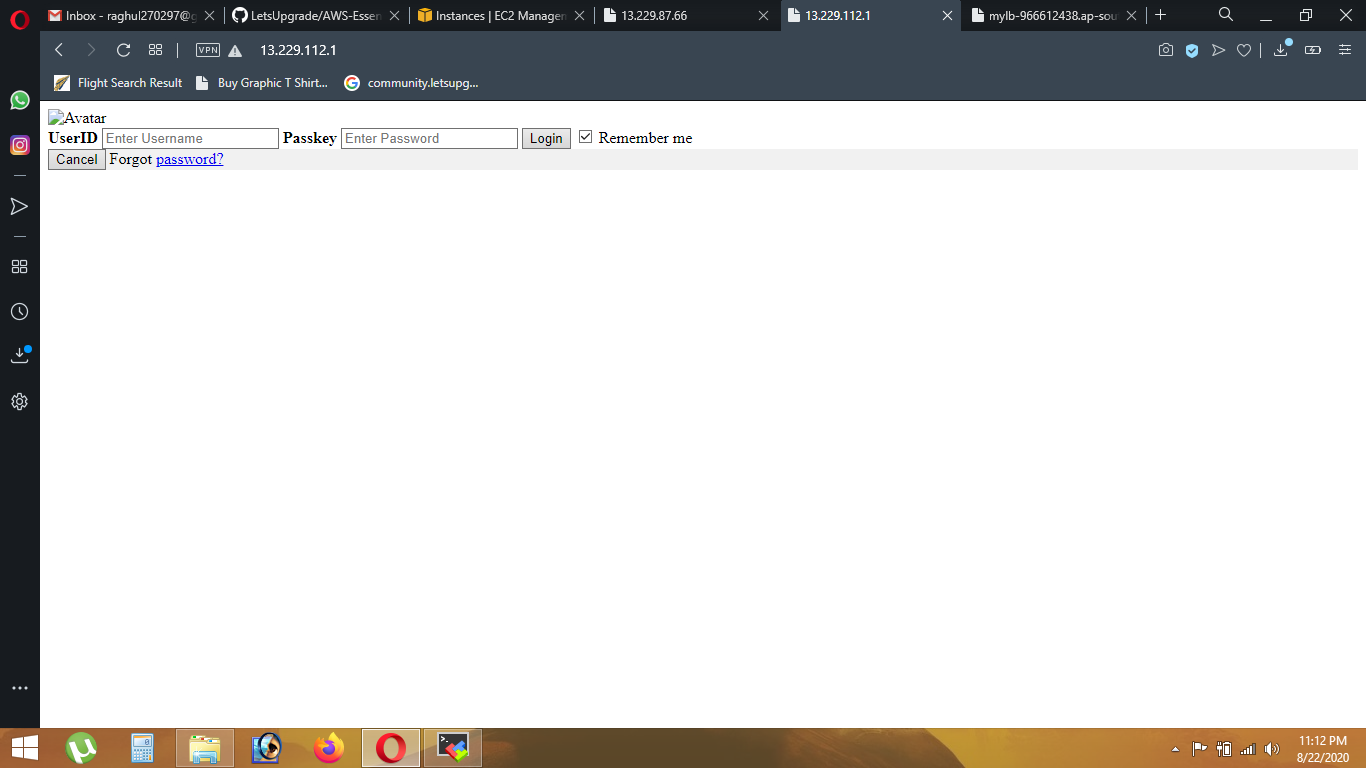 Inbox - raghul270297@g
LetsUpgrade/AWS-Essen
Instances | EC2 Managem
13.229.87.66
13.229.112.1
mylb-966612438.ap-sou
VPN
13.229.112.1
Flight Search Result
Buy Graphic T Shirt...
community.letsupg...
Avatar
UserID Enter Username Passkey Enter Password Login Remember me
Cancel Forgot password?
11:12 PM
8/22/2020